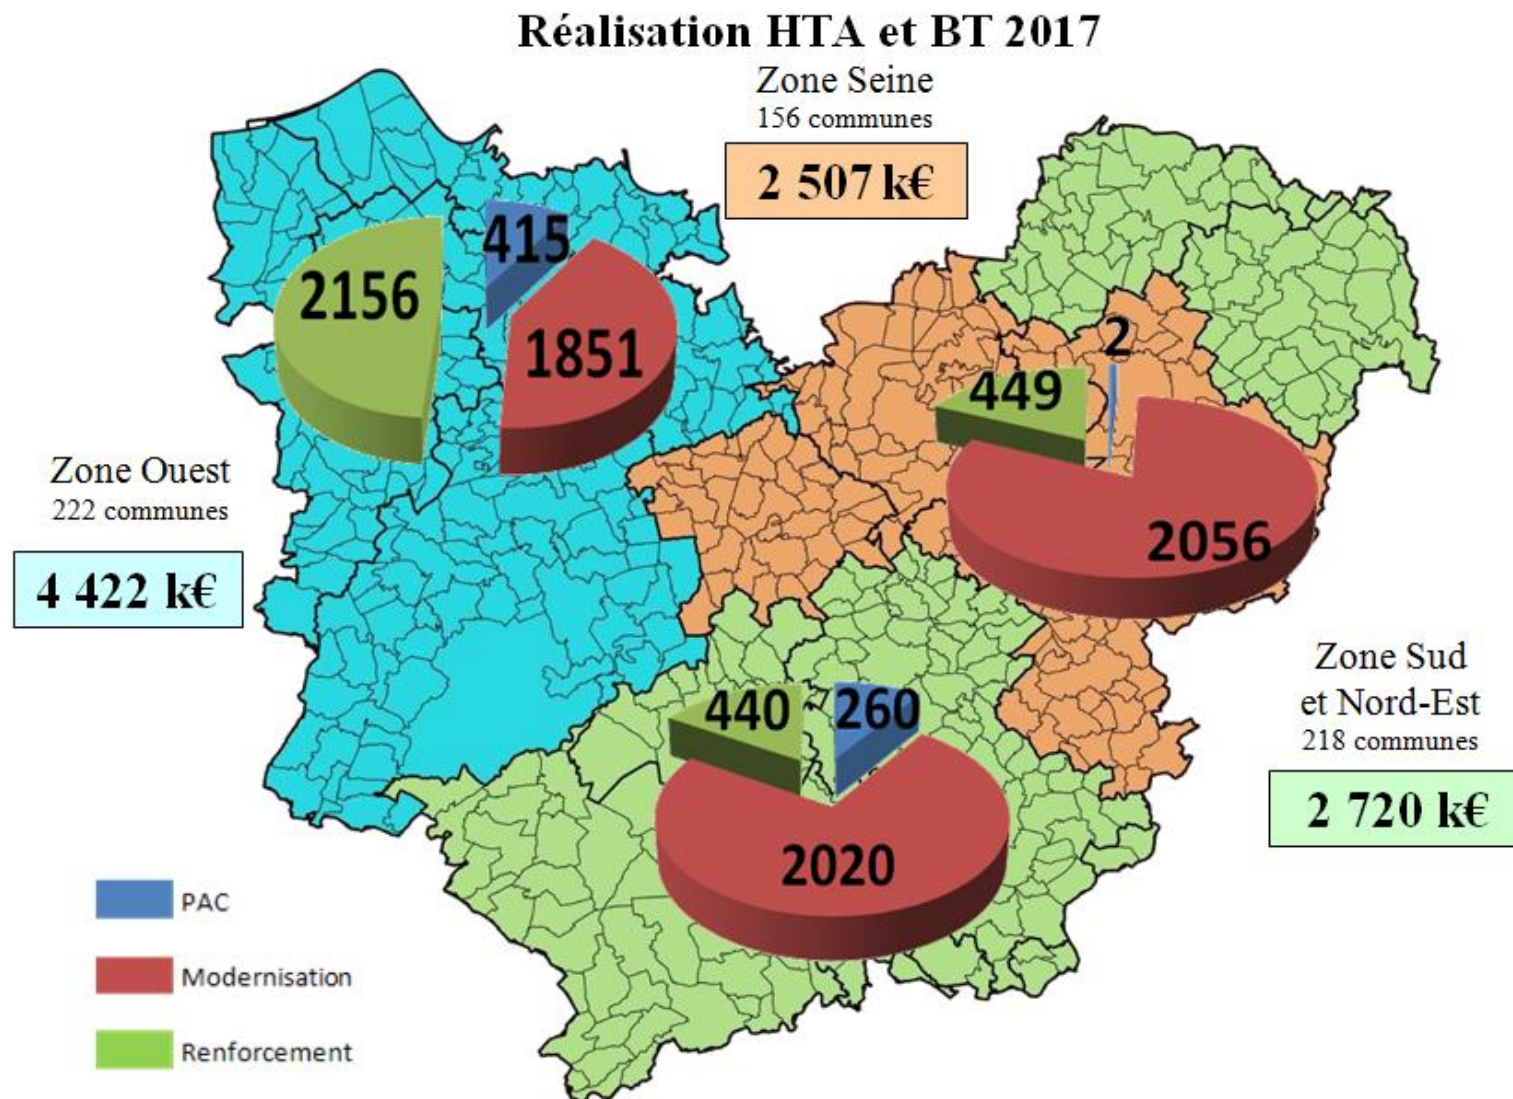 Réalisation HTA et BT 2017
Zone Seine
156 communes
2 507 k€
415
2156
1851
2
449
2056
Zone Ouest
222 communes
4 422 k€
Zone Sud
et Nord-Est
218 communes
2 720 k€
440
260
2020
PAC
Modernisation
Renforcement